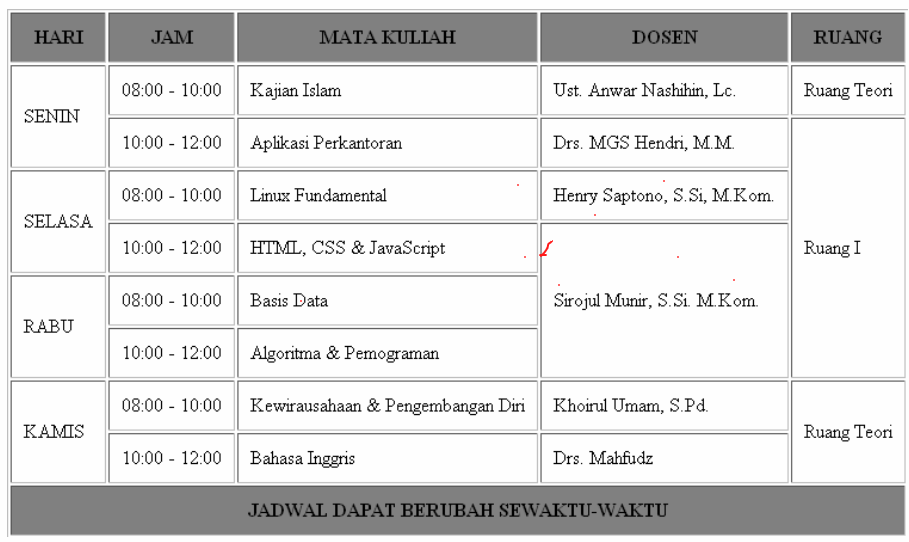 HARI JAM MATA KULIAH DOSEN RUANG
SENIN 08:00 - 10:00 Kajian Islam Ust. Anwar Nashihin, Lc. Ruang Teori
10:00 - 12:00 Aplikasi Perkantoran Drs. MGS Hendri, M.M. Ruang I
SELASA 08:00 - 10:00 Linux Fundamental Henry Saptono, S.Si, M.Kom.
10:00 - 12:00 HTML, CSS & JavaScript Sirojul Munir, S.Si. M.Kom.
RABU 08:00 - 10:00 Basis Data
10:00 - 12:00 Algoritma & Pemograman
KAMIS 08:00 - 10:00 Kewirausahaan & Pengembangan Diri Khoirul Umam, S.Pd. Ruang Teori
10:00 - 12:00 Bahasa Inggris Drs. Mahfudz
JADWAL DAPAT BERUBAH SEWAKTU-WAKTU